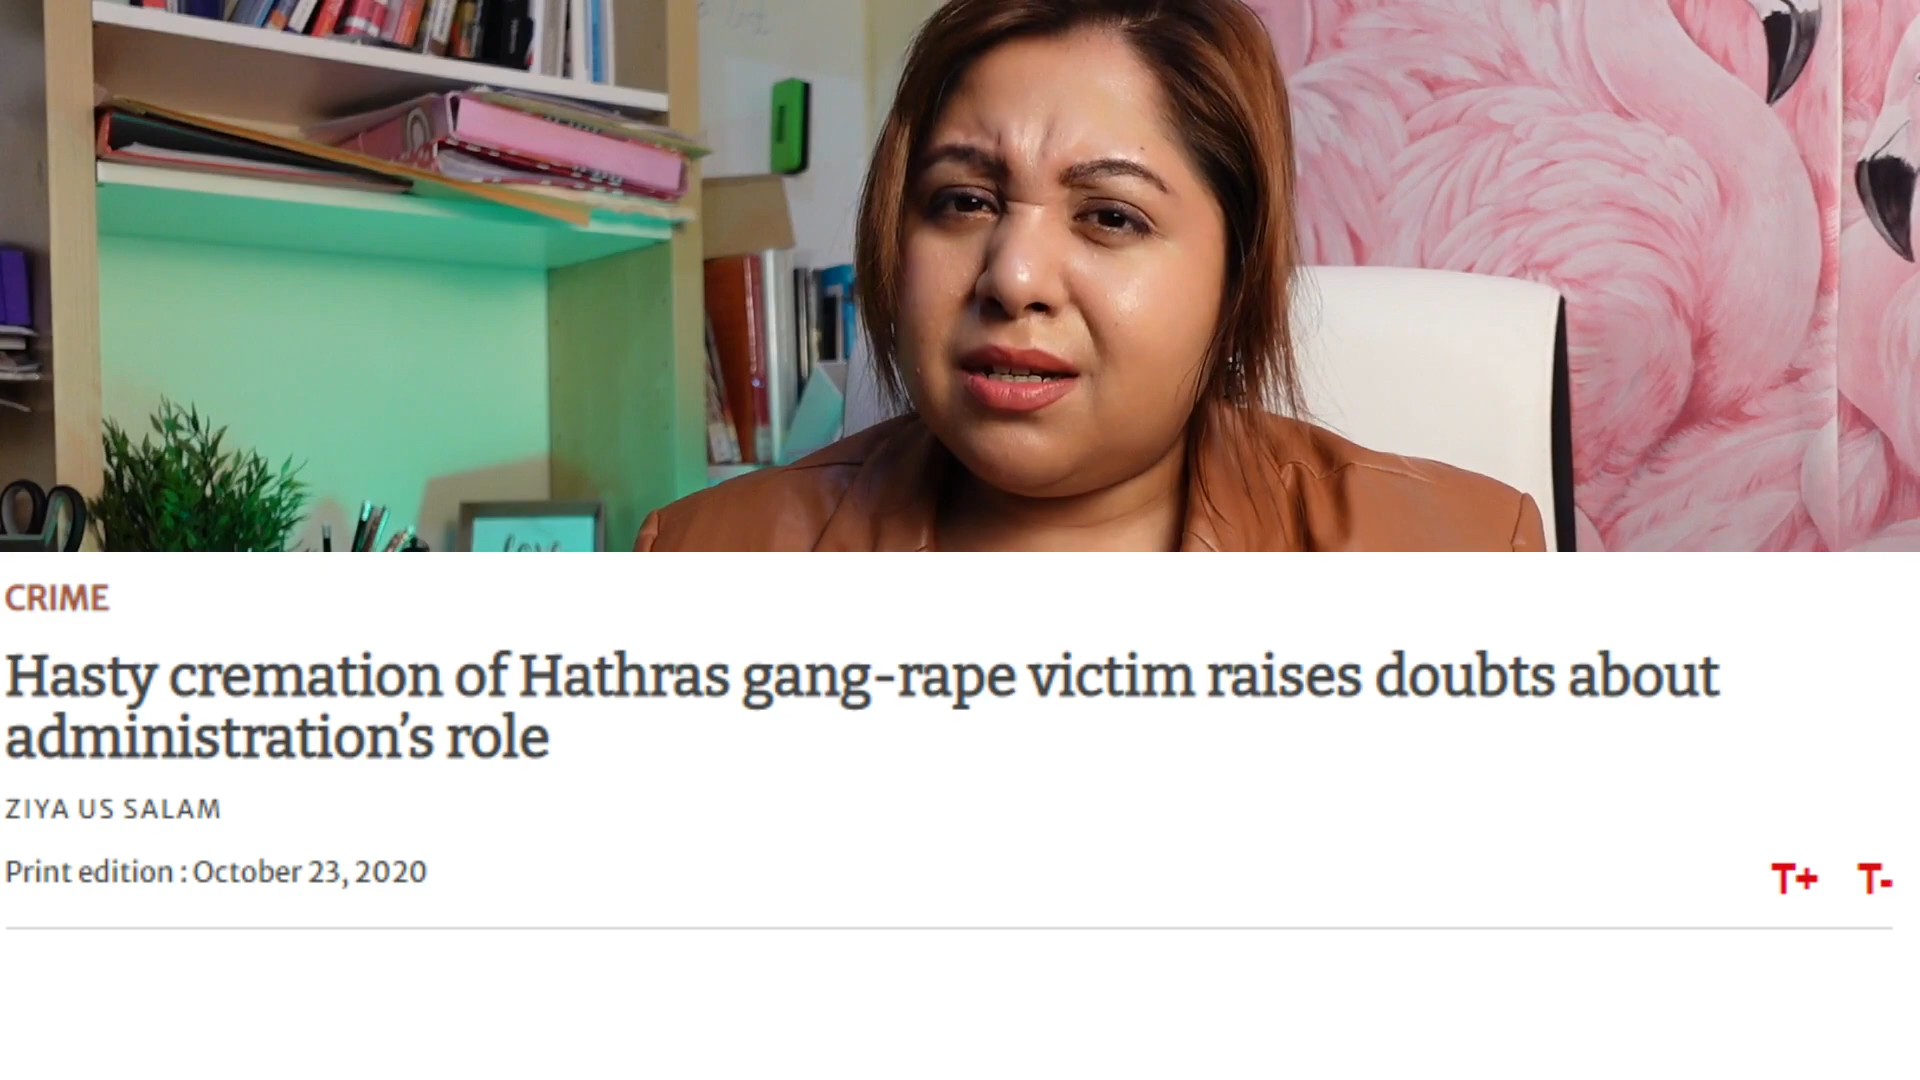 love
CRIME
Hasty cremation of Hathras gang-rape victim raises doubts about
administration's role
ZIYA US SALAM
Print edition : October 23, 2020
T+ T-